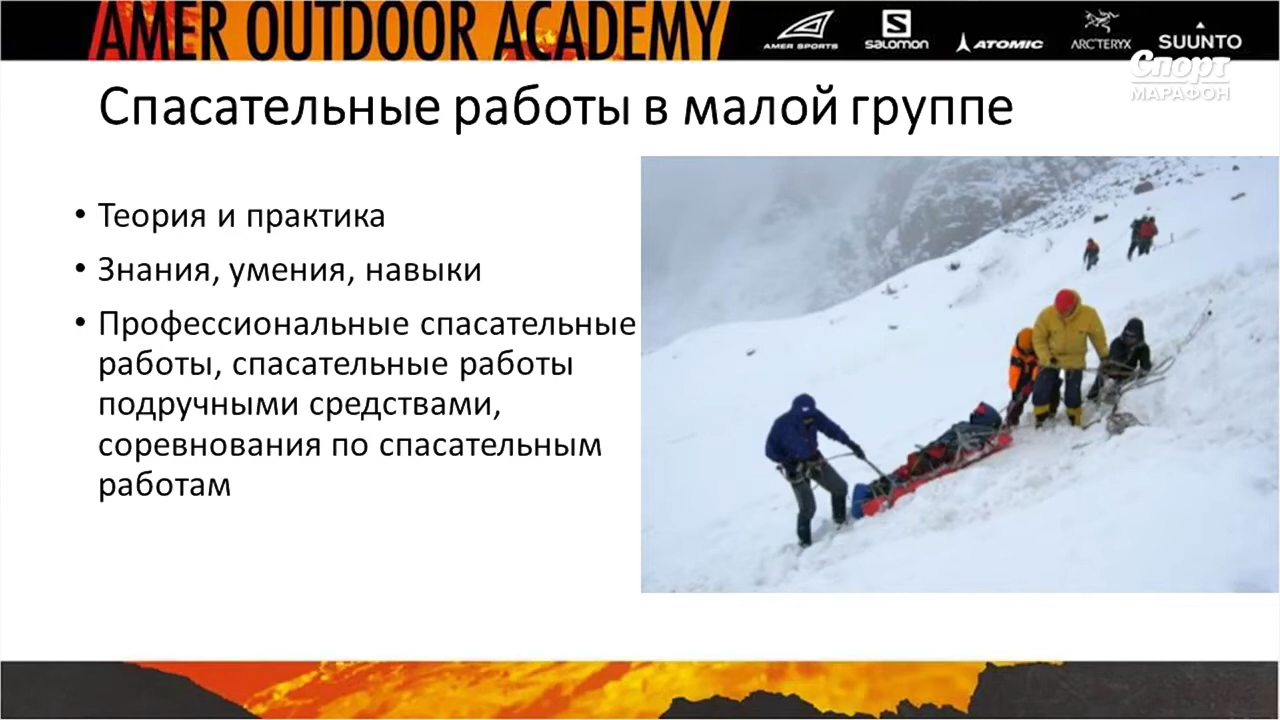 AMER OUTDOOR ACADEMY
AMER SPORTS
SALOMON
ATOMIC
ARC'TERYX
SUUNTO
Спорт
МАРАФОН
Спасательные работы в малой группе
• Теория и практика
• Знания, умения, навыки
• Профессиональные спасательные
работы, спасательные работы
подручными средствами,
соревнования по спасательным
работам